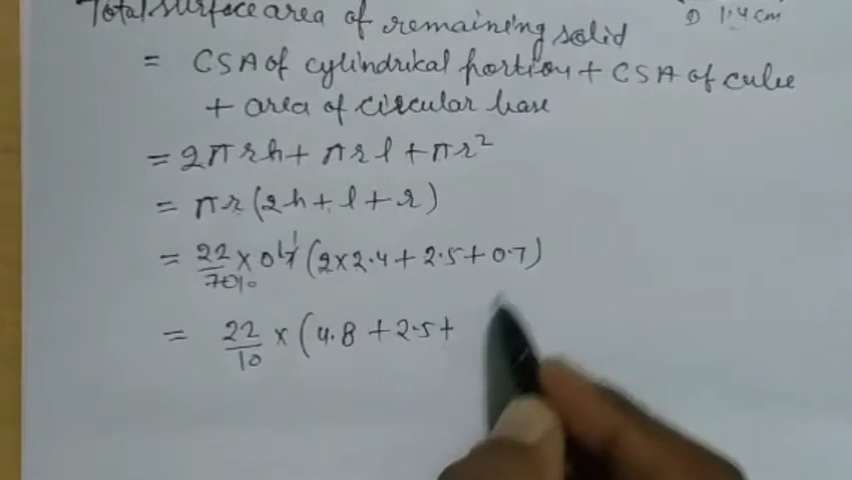 Total surface area of remaining solid
D 1.4 cm
= CSA of cylindrikal portion + CSA of cube
+ area of circular base
= 2πrh + πrl + πr²
= πr (2h + l + r)
= 22/70 × 0.7 (2×2.4 + 2.5 + 0.7)
= 22/10 × (4.8 + 2.5 +